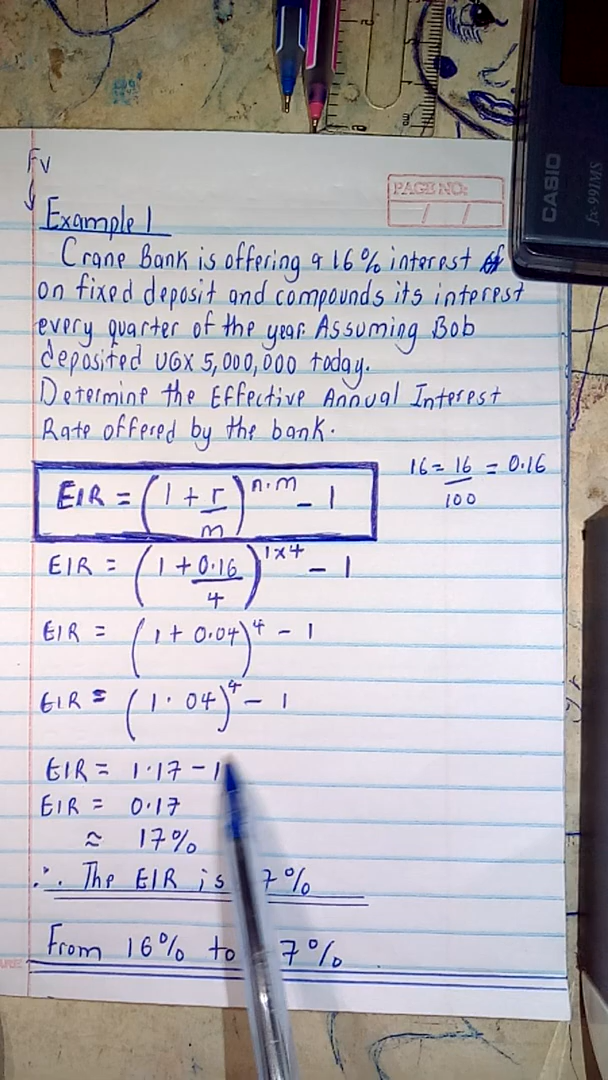 Fv
PAGE NO:
/ /
CASIO
fx-991MS
Example 1
Crane Bank is offering a 16% interest
on fixed deposit and compounds its interest
every quarter of the year. Assuming Bob
deposited UGX 5,000,000 today.
Determine the Effective Annual Interest
Rate offered by the bank.
16 = 16/100 = 0.16
EIR = (1 + r/m)^n.m - 1
EIR = (1 + 0.16/4)^1x4 - 1
EIR = (1 + 0.04)^4 - 1
EIR = (1.04)^4 - 1
EIR = 1.17 - 1
EIR = 0.17
≈ 17%
∴ The EIR is 7%
From 16% to 7%